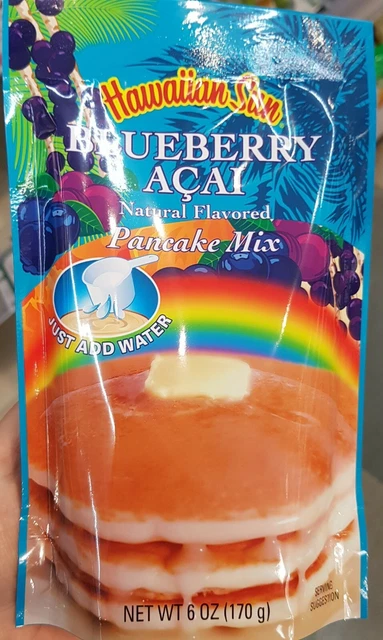 Hawaiian Sun
BLUEBERRY
AÇAI
Natural Flavored
Pancake Mix
JUST ADD WATER
SERVING
SUGGESTION
NET WT 6 OZ (170 g)